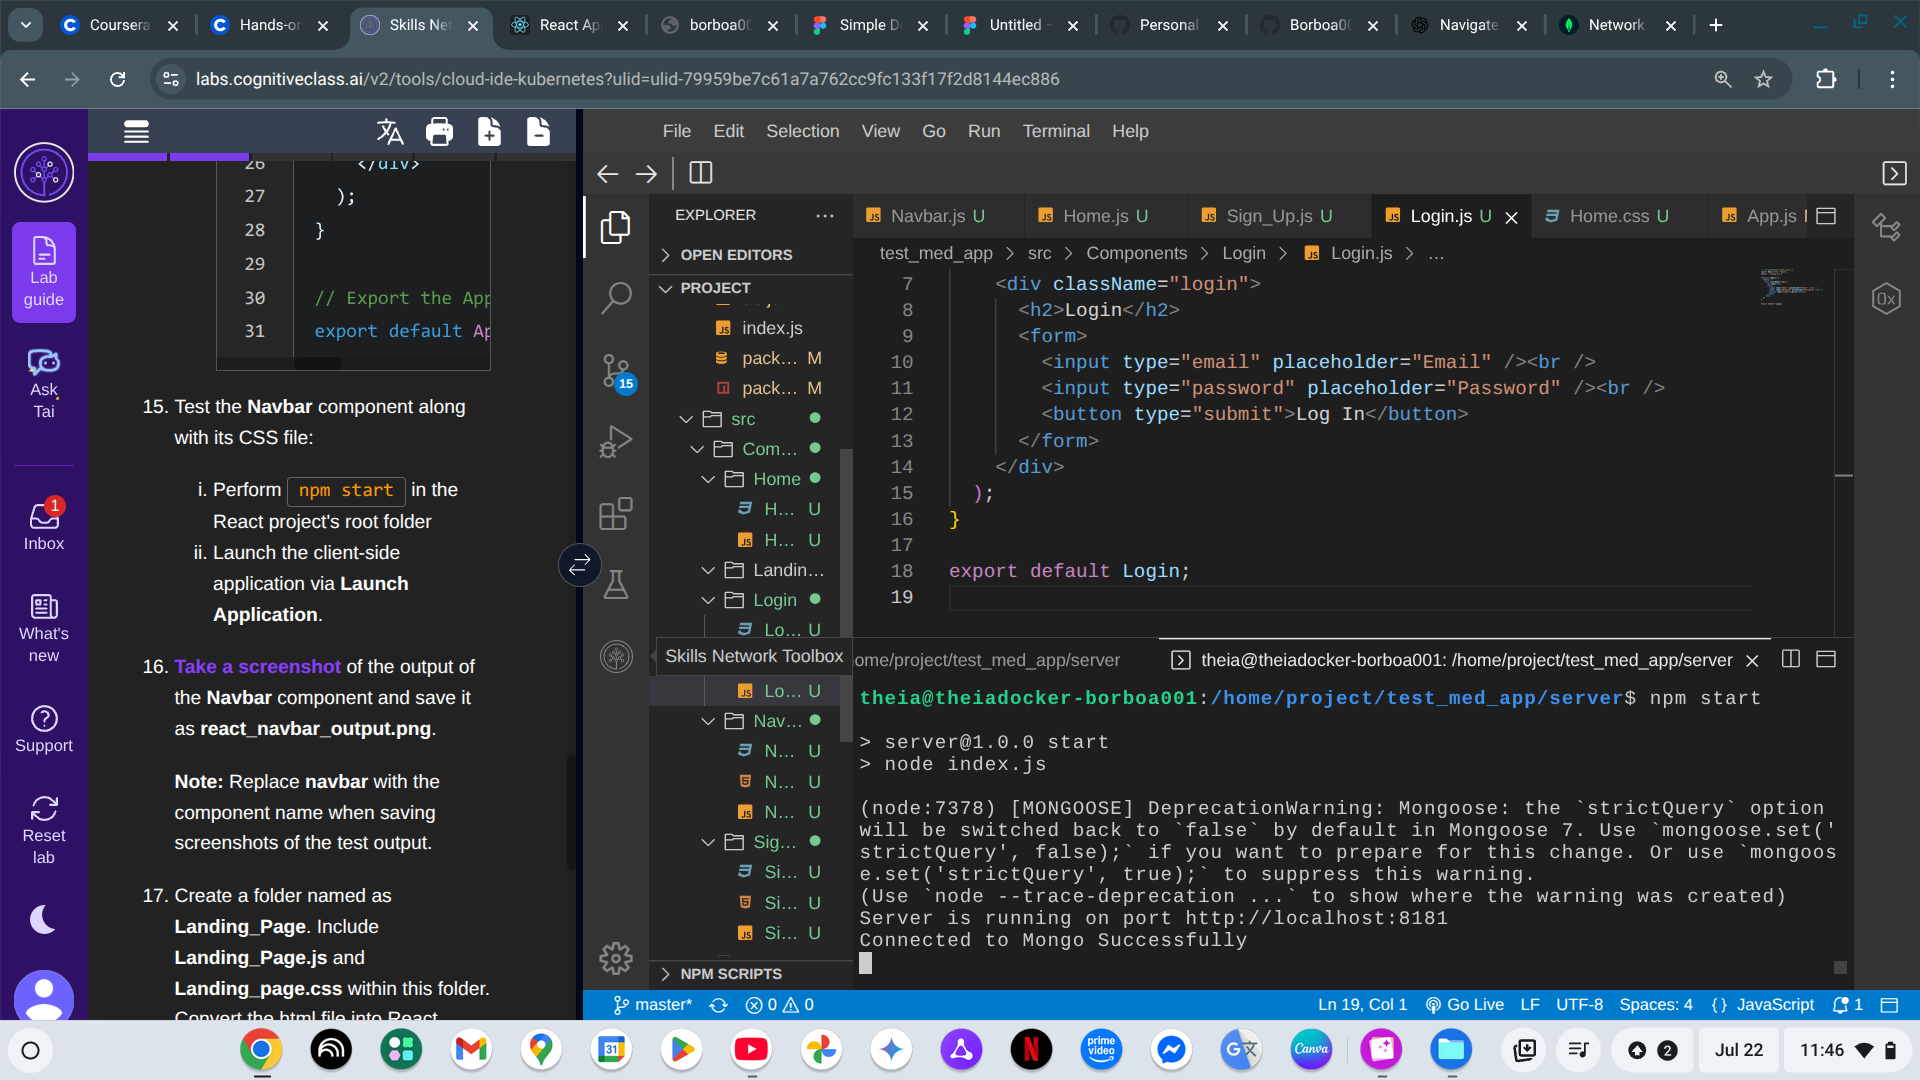 Coursera
Hands-or
Skills Net
React Ap
borboa00
Simple D
Untitled -
Personal
Borboa00
Navigate
Network
labs.cognitiveclass.ai/v2/tools/cloud-ide-kubernetes?ulid=ulid-79959be7c61a7a762cc9fc133f17f2d8144ec886
Lab
guide
Ask
Tai
1
Inbox
What's
new
Support
Reset
lab
26 </div>
27 );
28 }
29
30 // Export the App
31 export default Ap
15. Test the Navbar component along
with its CSS file:
i. Perform npm start in the
React project's root folder
ii. Launch the client-side
application via Launch
Application.
16. Take a screenshot of the output of
the Navbar component and save it
as react_navbar_output.png.
Note: Replace navbar with the
component name when saving
screenshots of the test output.
17. Create a folder named as
Landing_Page. Include
Landing_Page.js and
Landing_page.css within this folder.
Convert the html file into React
File Edit Selection View Go Run Terminal Help
15
EXPLORER
OPEN EDITORS
PROJECT
index.js
pack... M
pack... M
src
Com...
Home
H... U
H... U
Landin...
Login
Lo... U
Skills Network Toolbox
Lo... U
Nav...
N... U
N... U
N... U
Sig...
Si... U
Si... U
Si... U
NPM SCRIPTS
Navbar.js U
Home.js U
Sign_Up.js U
Login.js U
Home.css U
App.js
test_med_app > src > Components > Login > Login.js > ...
7 <div className="login">
8 <h2>Login</h2>
9 <form>
10 <input type="email" placeholder="Email" /><br />
11 <input type="password" placeholder="Password" /><br />
12 <button type="submit">Log In</button>
13 </form>
14 </div>
15 );
16 }
17
18 export default Login;
19
0x
ome/project/test_med_app/server
theia@theiadocker-borboa001: /home/project/test_med_app/server
theia@theiadocker-borboa001:/home/project/test_med_app/server$ npm start
> server@1.0.0 start
> node index.js
(node:7378) [MONGOOSE] DeprecationWarning: Mongoose: the `strictQuery` option
will be switched back to `false` by default in Mongoose 7. Use `mongoose.set('
strictQuery', false);` if you want to prepare for this change. Or use `mongoos
e.set('strictQuery', true);` to suppress this warning.
(Use `node --trace-deprecation ...` to show where the warning was created)
Server is running on port http://localhost:8181
Connected to Mongo Successfully
master* 0 0
Ln 19, Col 1 Go Live LF UTF-8 Spaces: 4 {} JavaScript 1
31
N
prime
video
G文
Canva
2
Jul 22
11:46